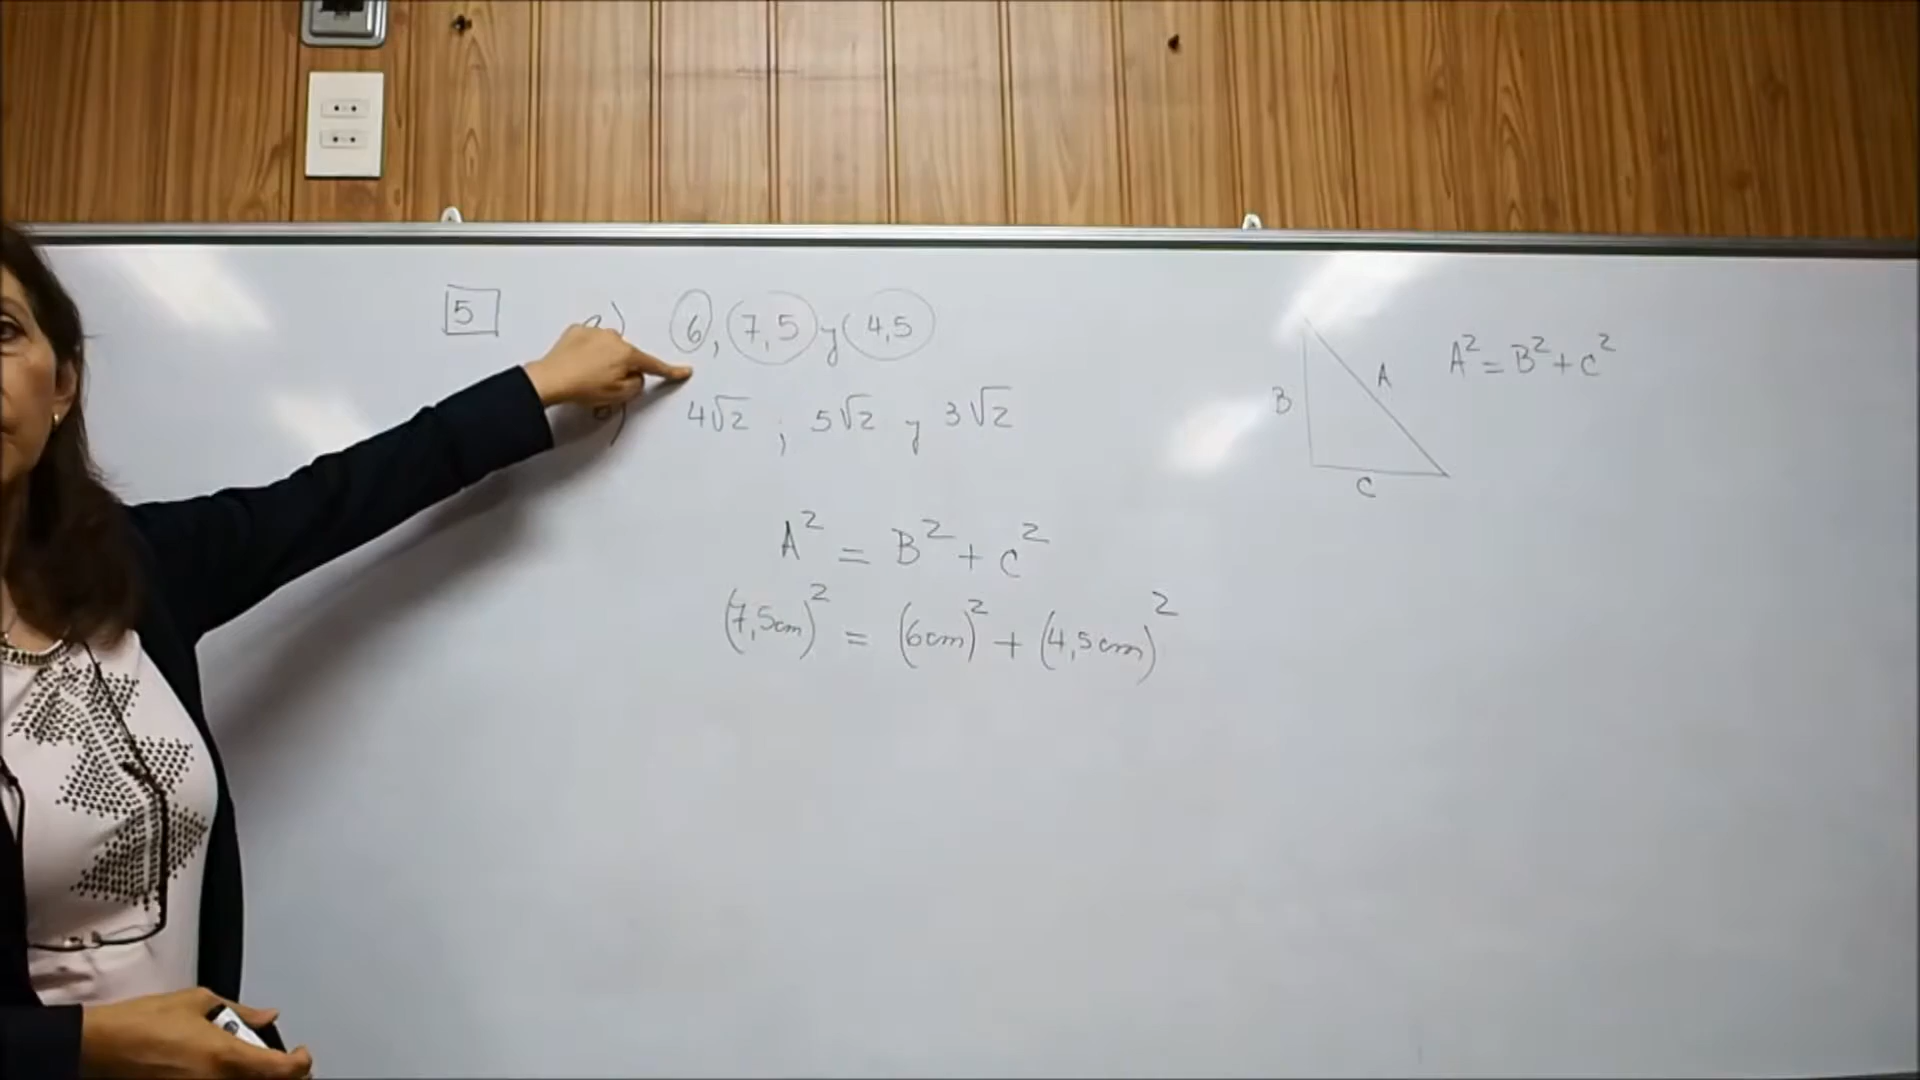 5
a) 6, 7,5 y 4,5
b) 4√2 ; 5√2 y 3√2
A² = B² + C²
(7,5cm)² = (6cm)² + (4,5cm)²
B
A
C
A² = B² + C²